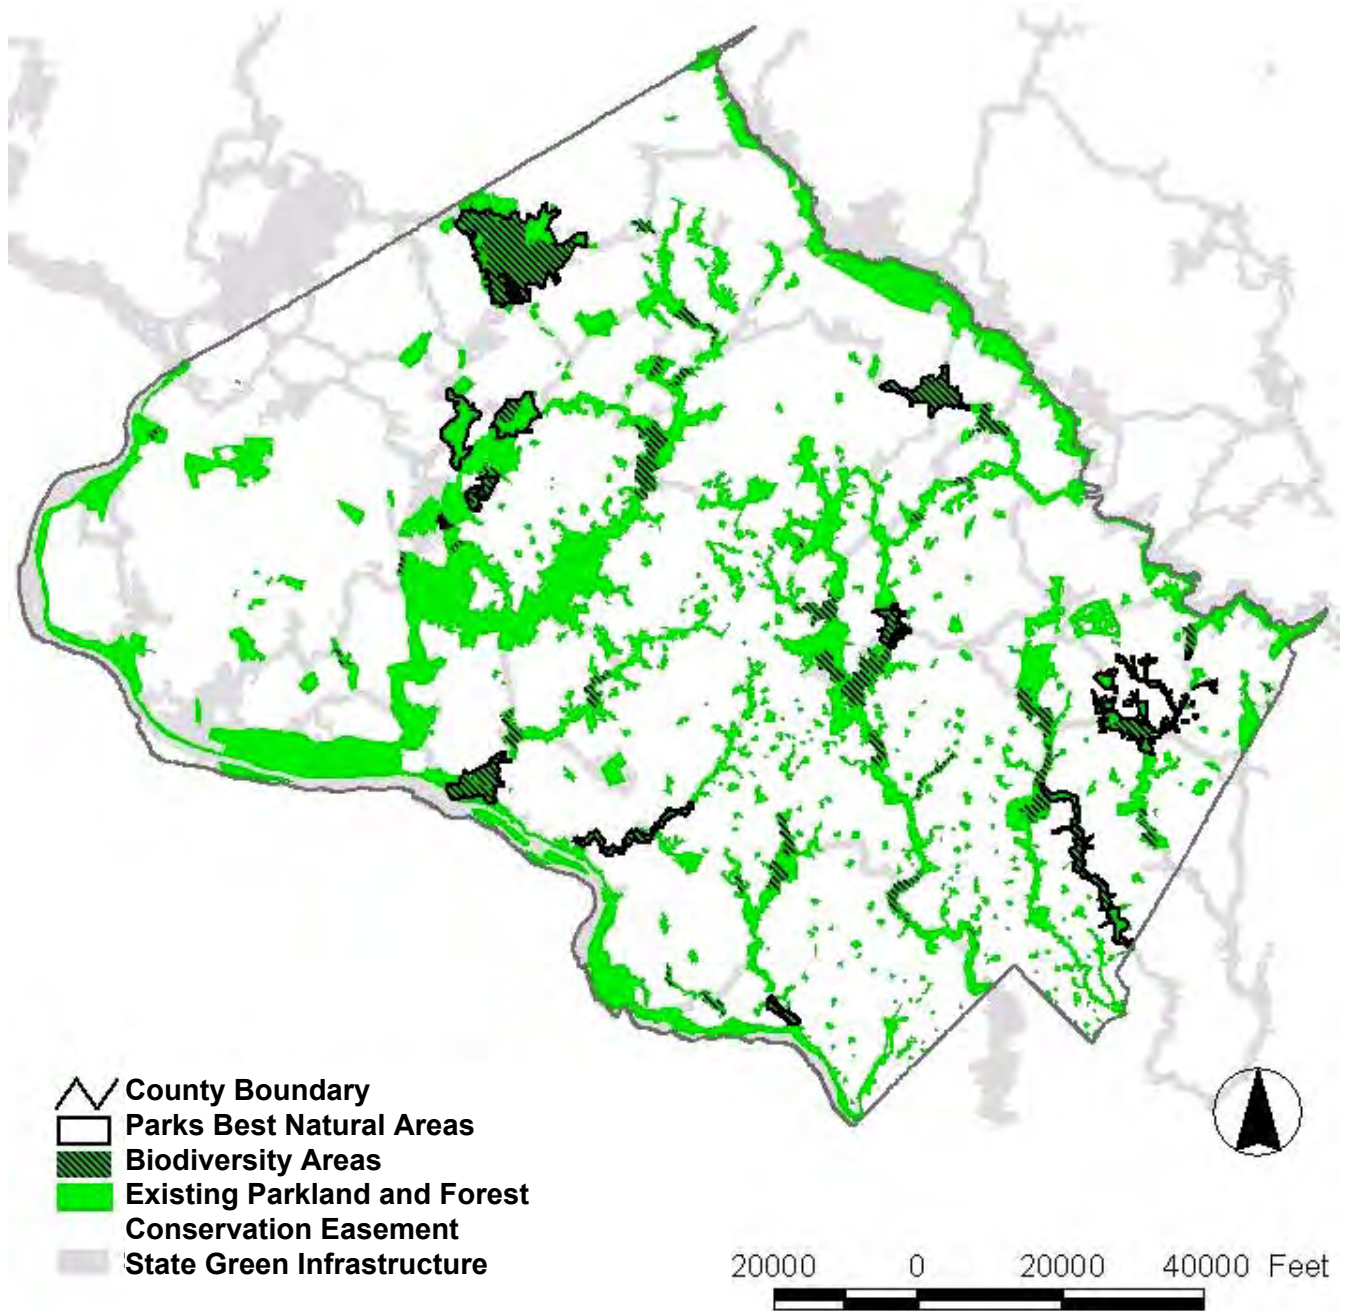 County Boundary
Parks Best Natural Areas
Biodiversity Areas
Existing Parkland and Forest
Conservation Easement
State Green Infrastructure
20000 0 20000 40000 Feet